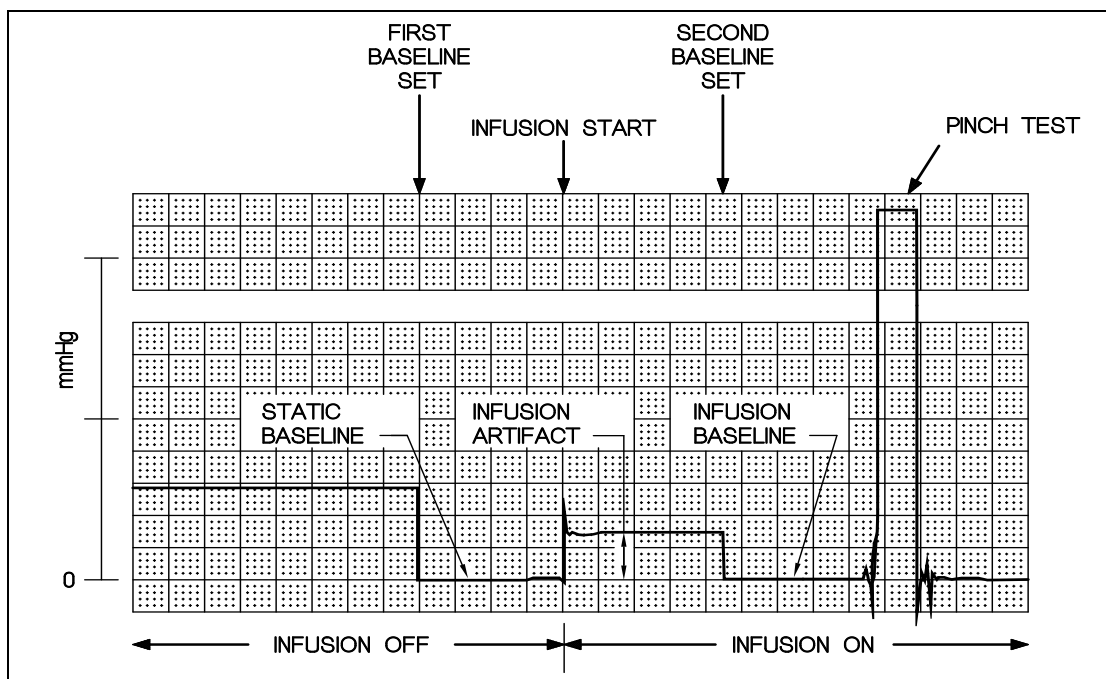 FIRST
BASELINE
SET
SECOND
BASELINE
SET
INFUSION START
PINCH TEST
mmHg
STATIC
BASELINE
INFUSION
ARTIFACT
INFUSION
BASELINE
0
INFUSION OFF
INFUSION ON